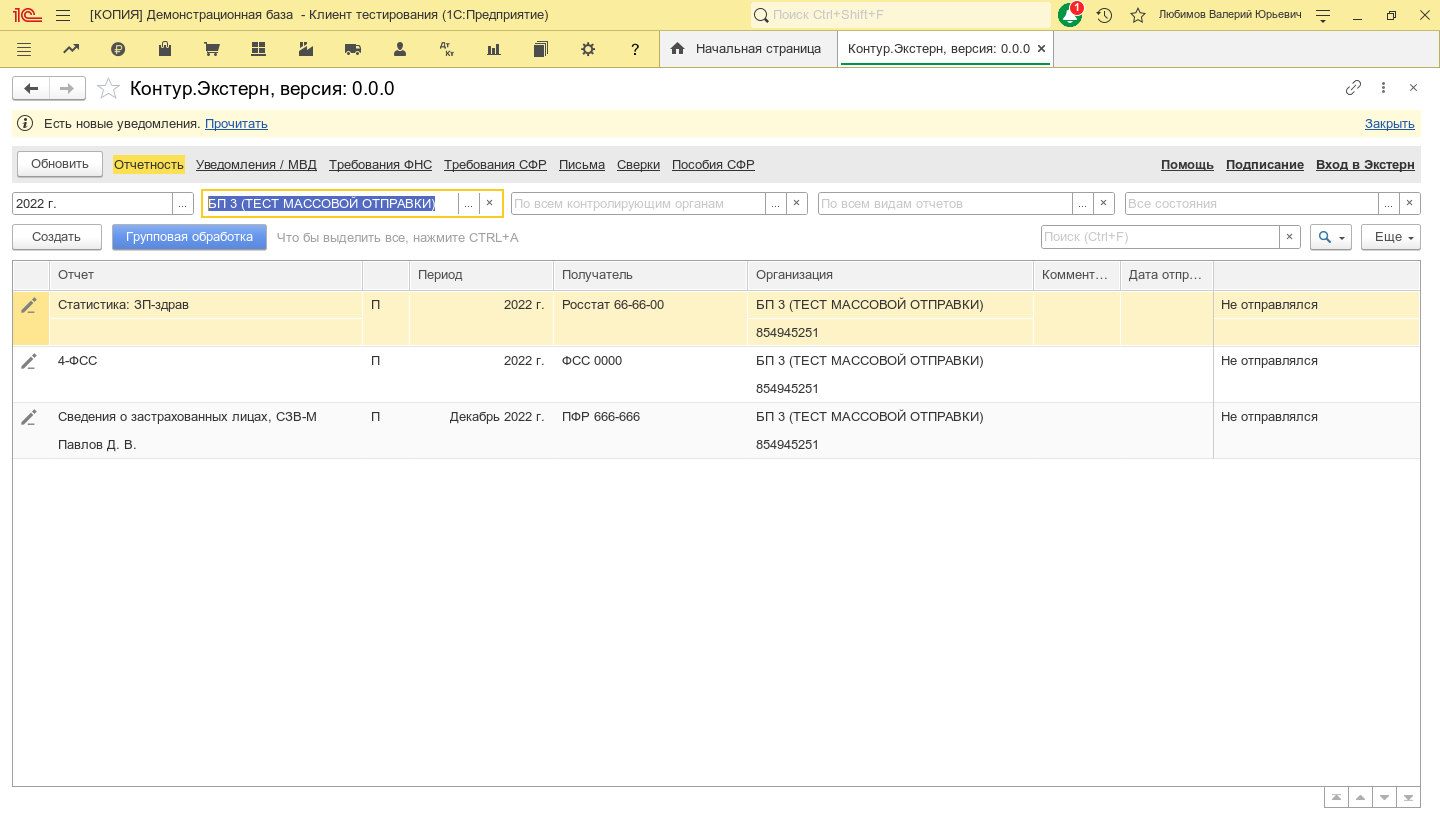 [КОПИЯ] Демонстрационная база - Клиент тестирования (1С:Предприятие) Поиск Ctrl+Shift+F 1 Любимов Валерий Юрьевич
Дт Кт ? Начальная страница Контур.Экстерн, версия: 0.0.0
Контур.Экстерн, версия: 0.0.0
Есть новые уведомления. Прочитать Закрыть
Обновить Отчетность Уведомления / МВД Требования ФНС Требования СФР Письма Сверки Пособия СФР Помощь Подписание Вход в Экстерн
2022 г. ... БП 3 (ТЕСТ МАССОВОЙ ОТПРАВКИ) ... × По всем контролирующим органам ... × По всем видам отчетов ... × Все состояния ... ×
Создать Групповая обработка Что бы выделить все, нажмите CTRL+A Поиск (Ctrl+F) × Еще
Отчет Период Получатель Организация Коммент... Дата отпр...
Статистика: ЗП-здрав П 2022 г. Росстат 66-66-00 БП 3 (ТЕСТ МАССОВОЙ ОТПРАВКИ) Не отправлялся
854945251
4-ФСС П 2022 г. ФСС 0000 БП 3 (ТЕСТ МАССОВОЙ ОТПРАВКИ) Не отправлялся
854945251
Сведения о застрахованных лицах, СЗВ-М П Декабрь 2022 г. ПФР 666-666 БП 3 (ТЕСТ МАССОВОЙ ОТПРАВКИ) Не отправлялся
Павлов Д. В. 854945251